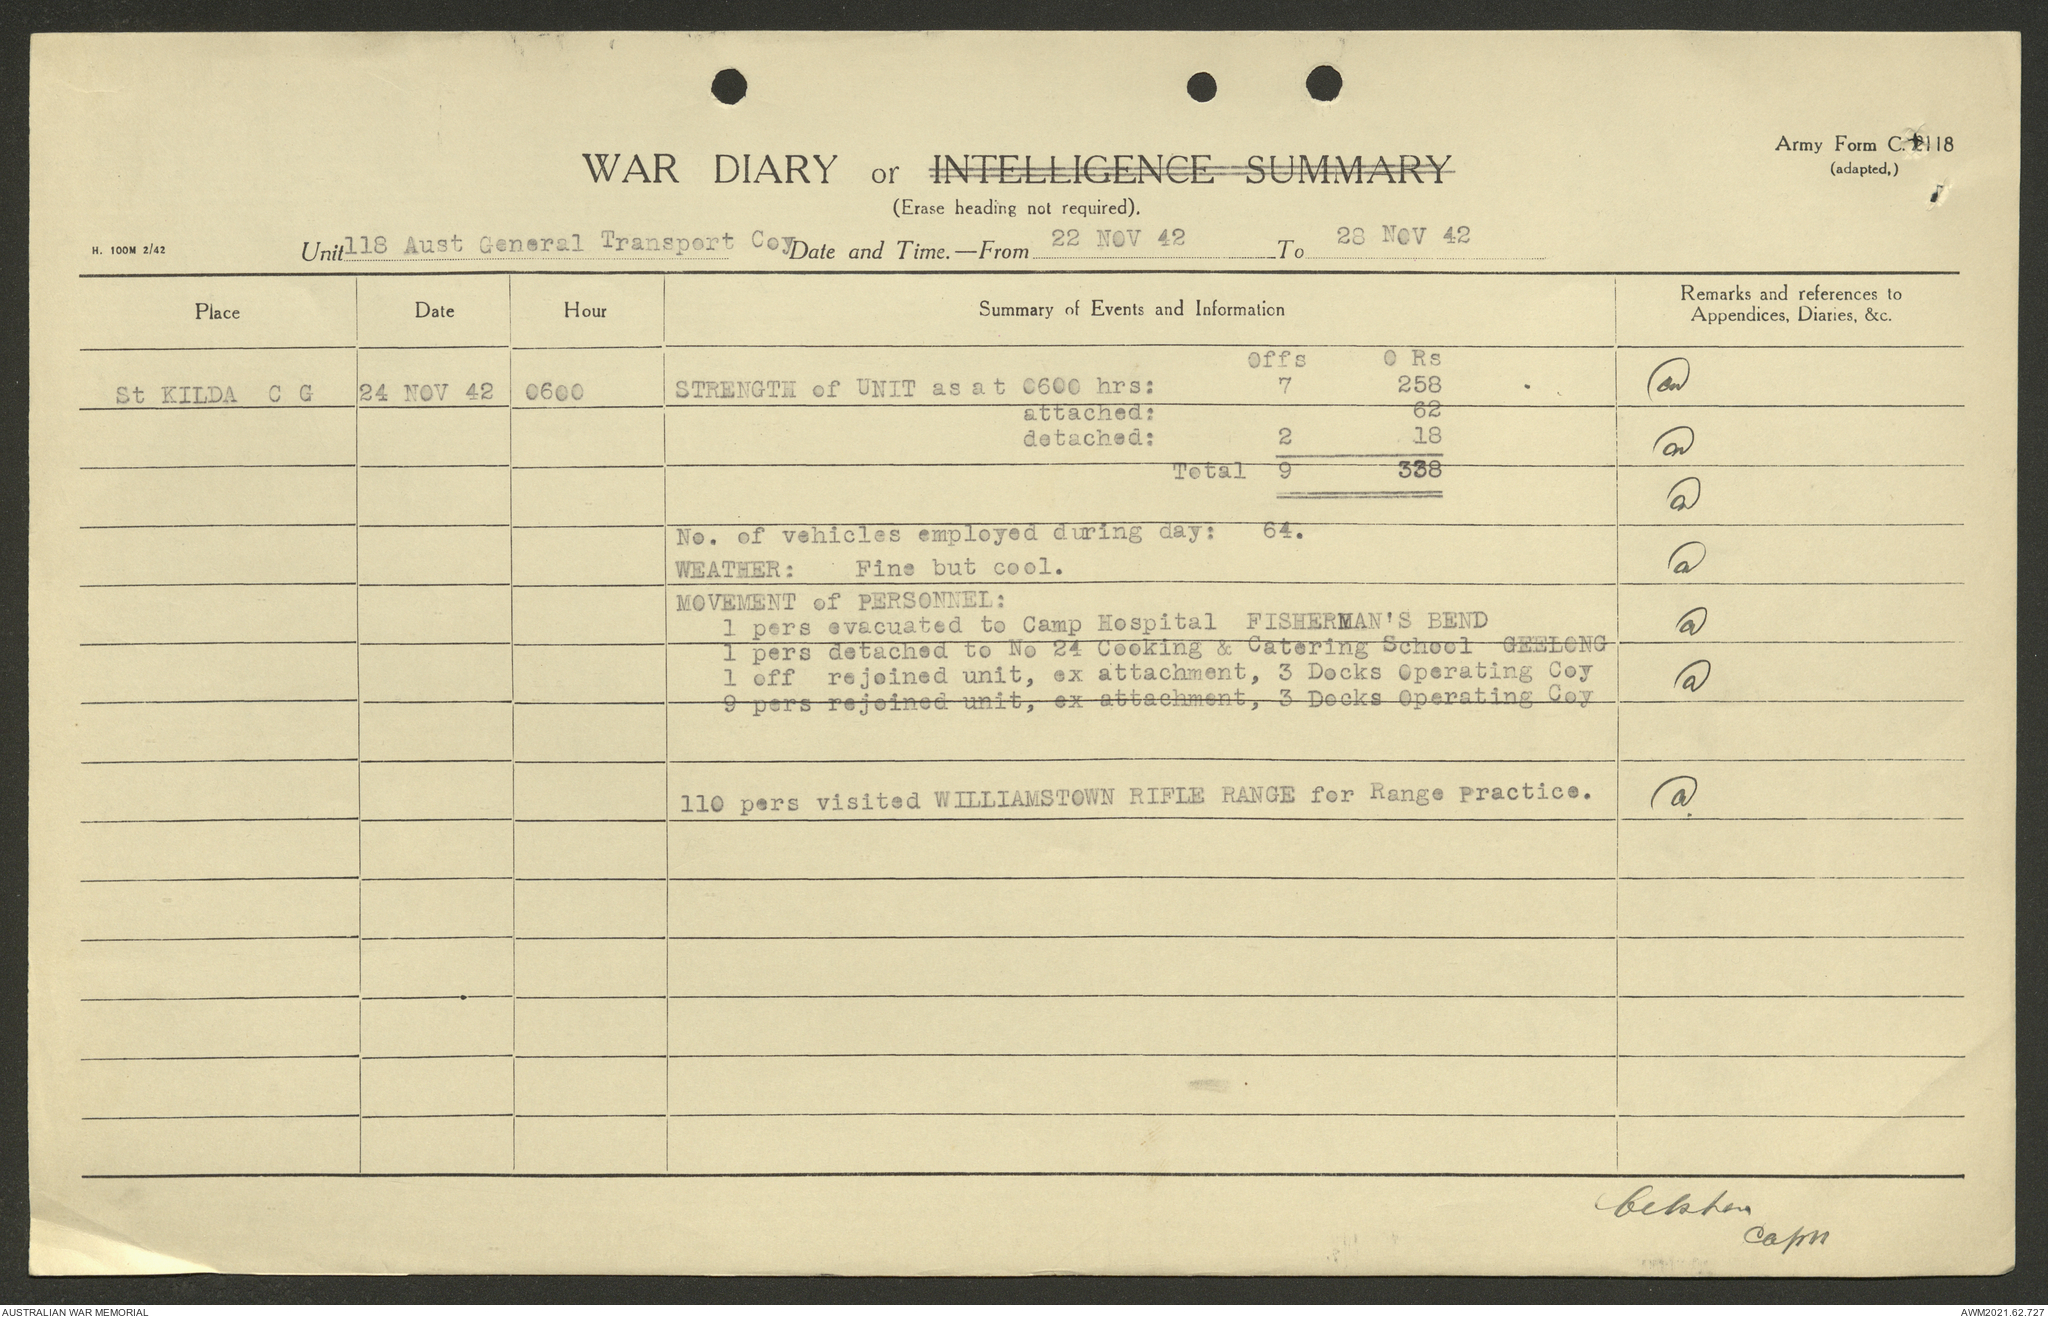 Army Form C. 2118
(adapted,)
WAR DIARY or INTELLIGENCE SUMMARY
(Erase heading not required).
H. 100M 2/42
Unit 118 Aust General Transport Coy Date and Time.—From 22 NOV 42 To 28 NOV 42
Place Date Hour Summary of Events and Information Remarks and references to
Appendices, Diaries, &c.
Offs O Rs
St KILDA C G 24 NOV 42 0600 STRENGTH of UNIT as at 0600 hrs: 7 258
attached: 62
detached: 2 18
Total 9 338
No. of vehicles employed during day: 64.
WEATHER: Fine but cool.
MOVEMENT of PERSONNEL:
1 pers evacuated to Camp Hospital FISHERMAN'S BEND
1 pers detached to No 24 Cooking & Catering School GEELONG
1 off rejoined unit, ex attachment, 3 Docks Operating Coy
9 pers rejoined unit, ex attachment, 3 Docks Operating Coy
110 pers visited WILLIAMSTOWN RIFLE RANGE for Range Practice.
Capt
AUSTRALIAN WAR MEMORIAL
AWM2021.62.727